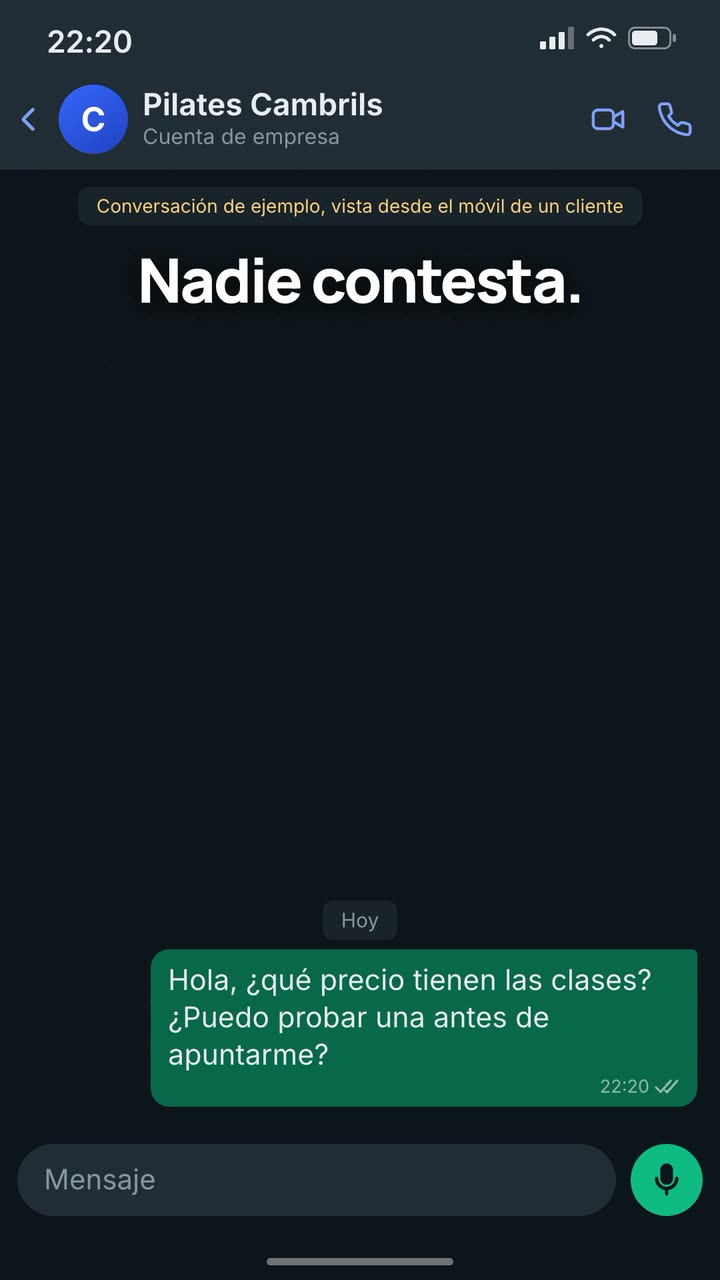 22:20
C
Pilates Cambrils
Cuenta de empresa
Conversación de ejemplo, vista desde el móvil de un cliente
Nadie contesta.
Hoy
Hola, ¿qué precio tienen las clases?
¿Puedo probar una antes de
apuntarme?
22:20
Mensaje